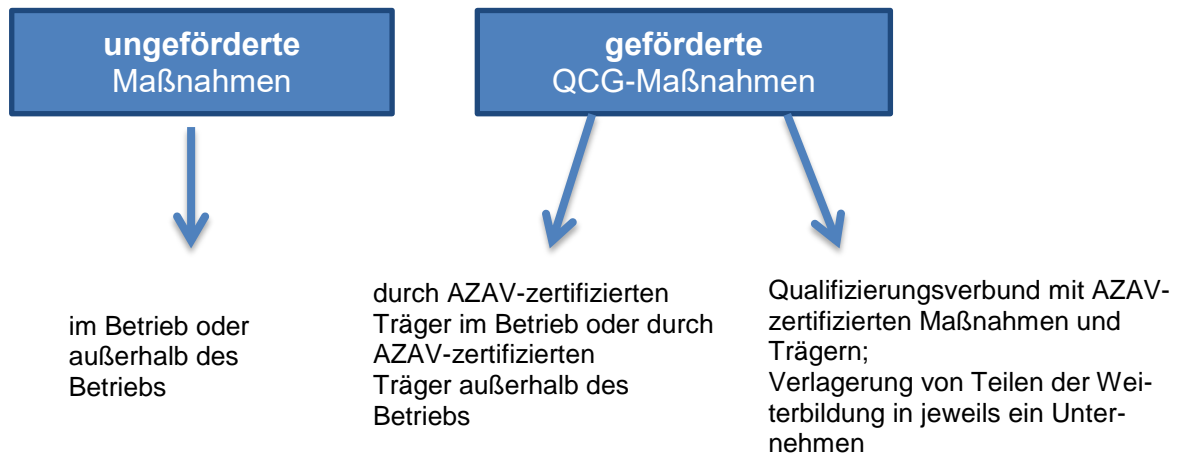 ungeförderte
Maßnahmen
geförderte
QCG-Maßnahmen
im Betrieb oder
außerhalb des
Betriebs
durch AZAV-zertifizierten
Träger im Betrieb oder durch
AZAV-zertifizierten
Träger außerhalb des
Betriebs
Qualifizierungsverbund mit AZAV-
zertifizierten Maßnahmen und
Trägern;
Verlagerung von Teilen der Wei-
terbildung in jeweils ein Unter-
nehmen